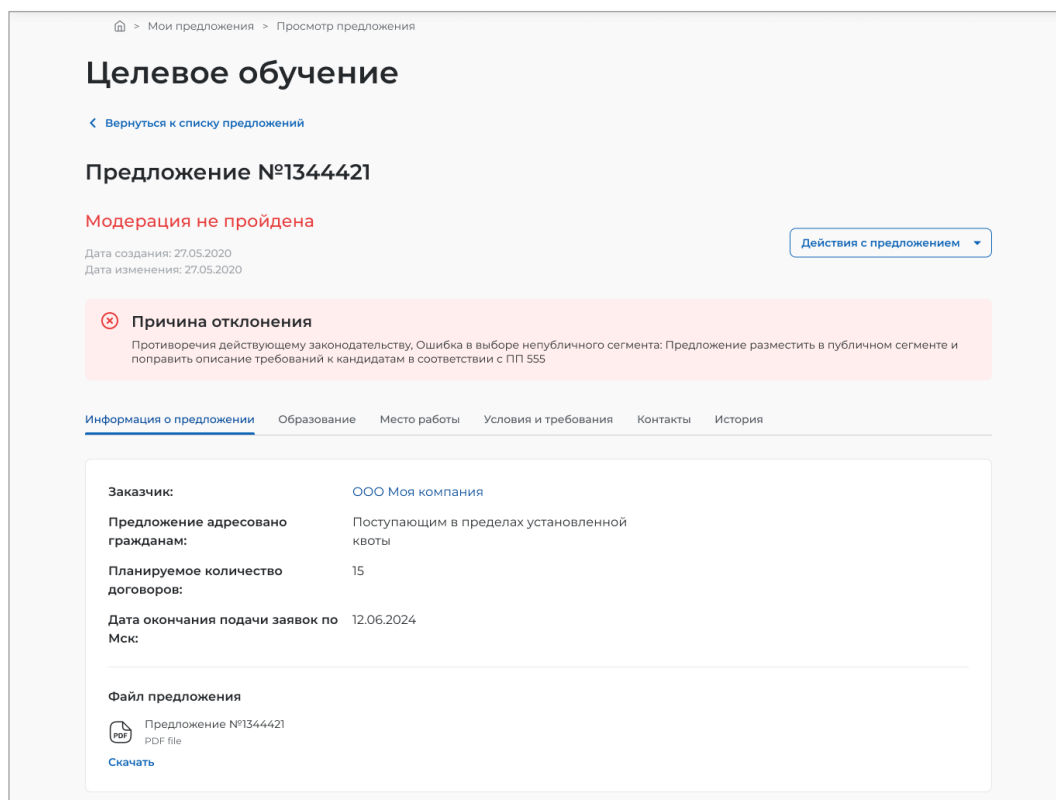 > Мои предложения > Просмотр предложения
Целевое обучение
Вернуться к списку предложений
Предложение №1344421
Модерация не пройдена
Действия с предложением
Дата создания: 27.05.2020
Дата изменения: 27.05.2020
Причина отклонения
Противоречия действующему законодательству, Ошибка в выборе непубличного сегмента: Предложение разместить в публичном сегменте и
поправить описание требований к кандидатам в соответствии с ПП 555
Информация о предложении Образование Место работы Условия и требования Контакты История
Заказчик: ООО Моя компания
Предложение адресовано Поступающим в пределах установленной
гражданам: квоты
Планируемое количество 15
договоров:
Дата окончания подачи заявок по 12.06.2024
Мск:
Файл предложения
Предложение №1344421
PDF PDF file
Скачать